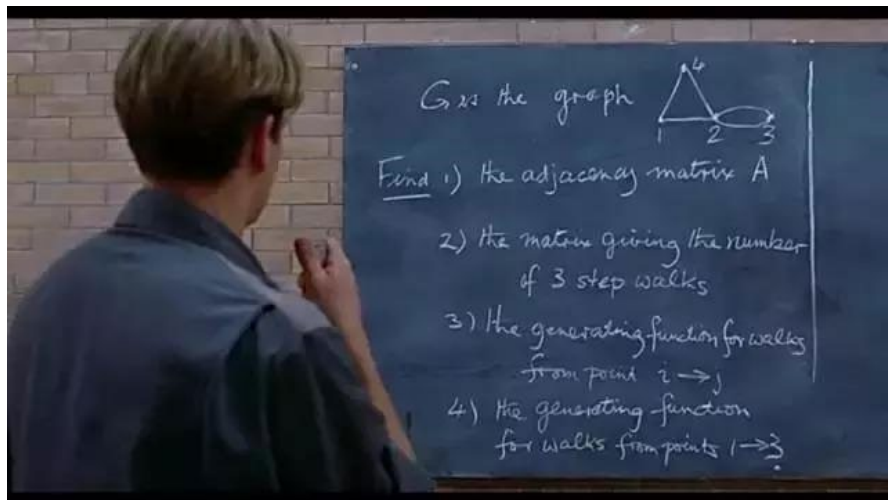 G is the graph
4
1 2 3
Find 1) the adjacency matrix A
2) the matrix giving the number
of 3 step walks
3) the generating function for walks
from point i → j
4) the generating function
for walks from points 1 → 3